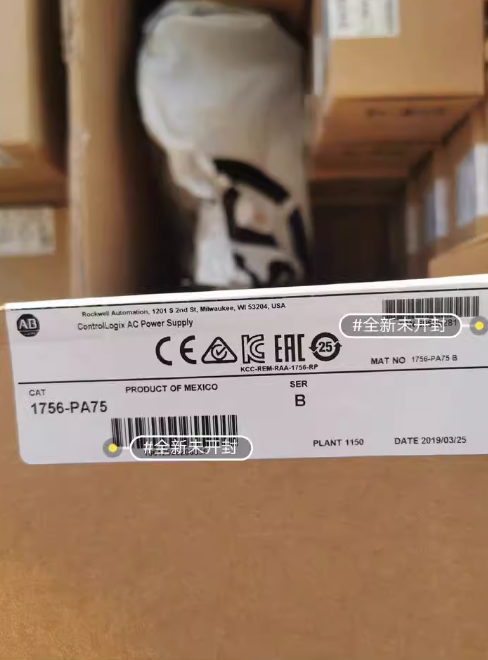 Rockwell Automation, 1201 S 2nd St, Milwaukee, WI 53204, USA
AB
ControlLogix AC Power Supply
#全新未开封
CE KC EAC 25
KCC-REM-RAA-1756-RP
MAT NO 1756-PA75 B
CAT
PRODUCT OF MEXICO
SER
1756-PA75
B
#全新未开封
PLANT 1150
DATE 2019/03/25